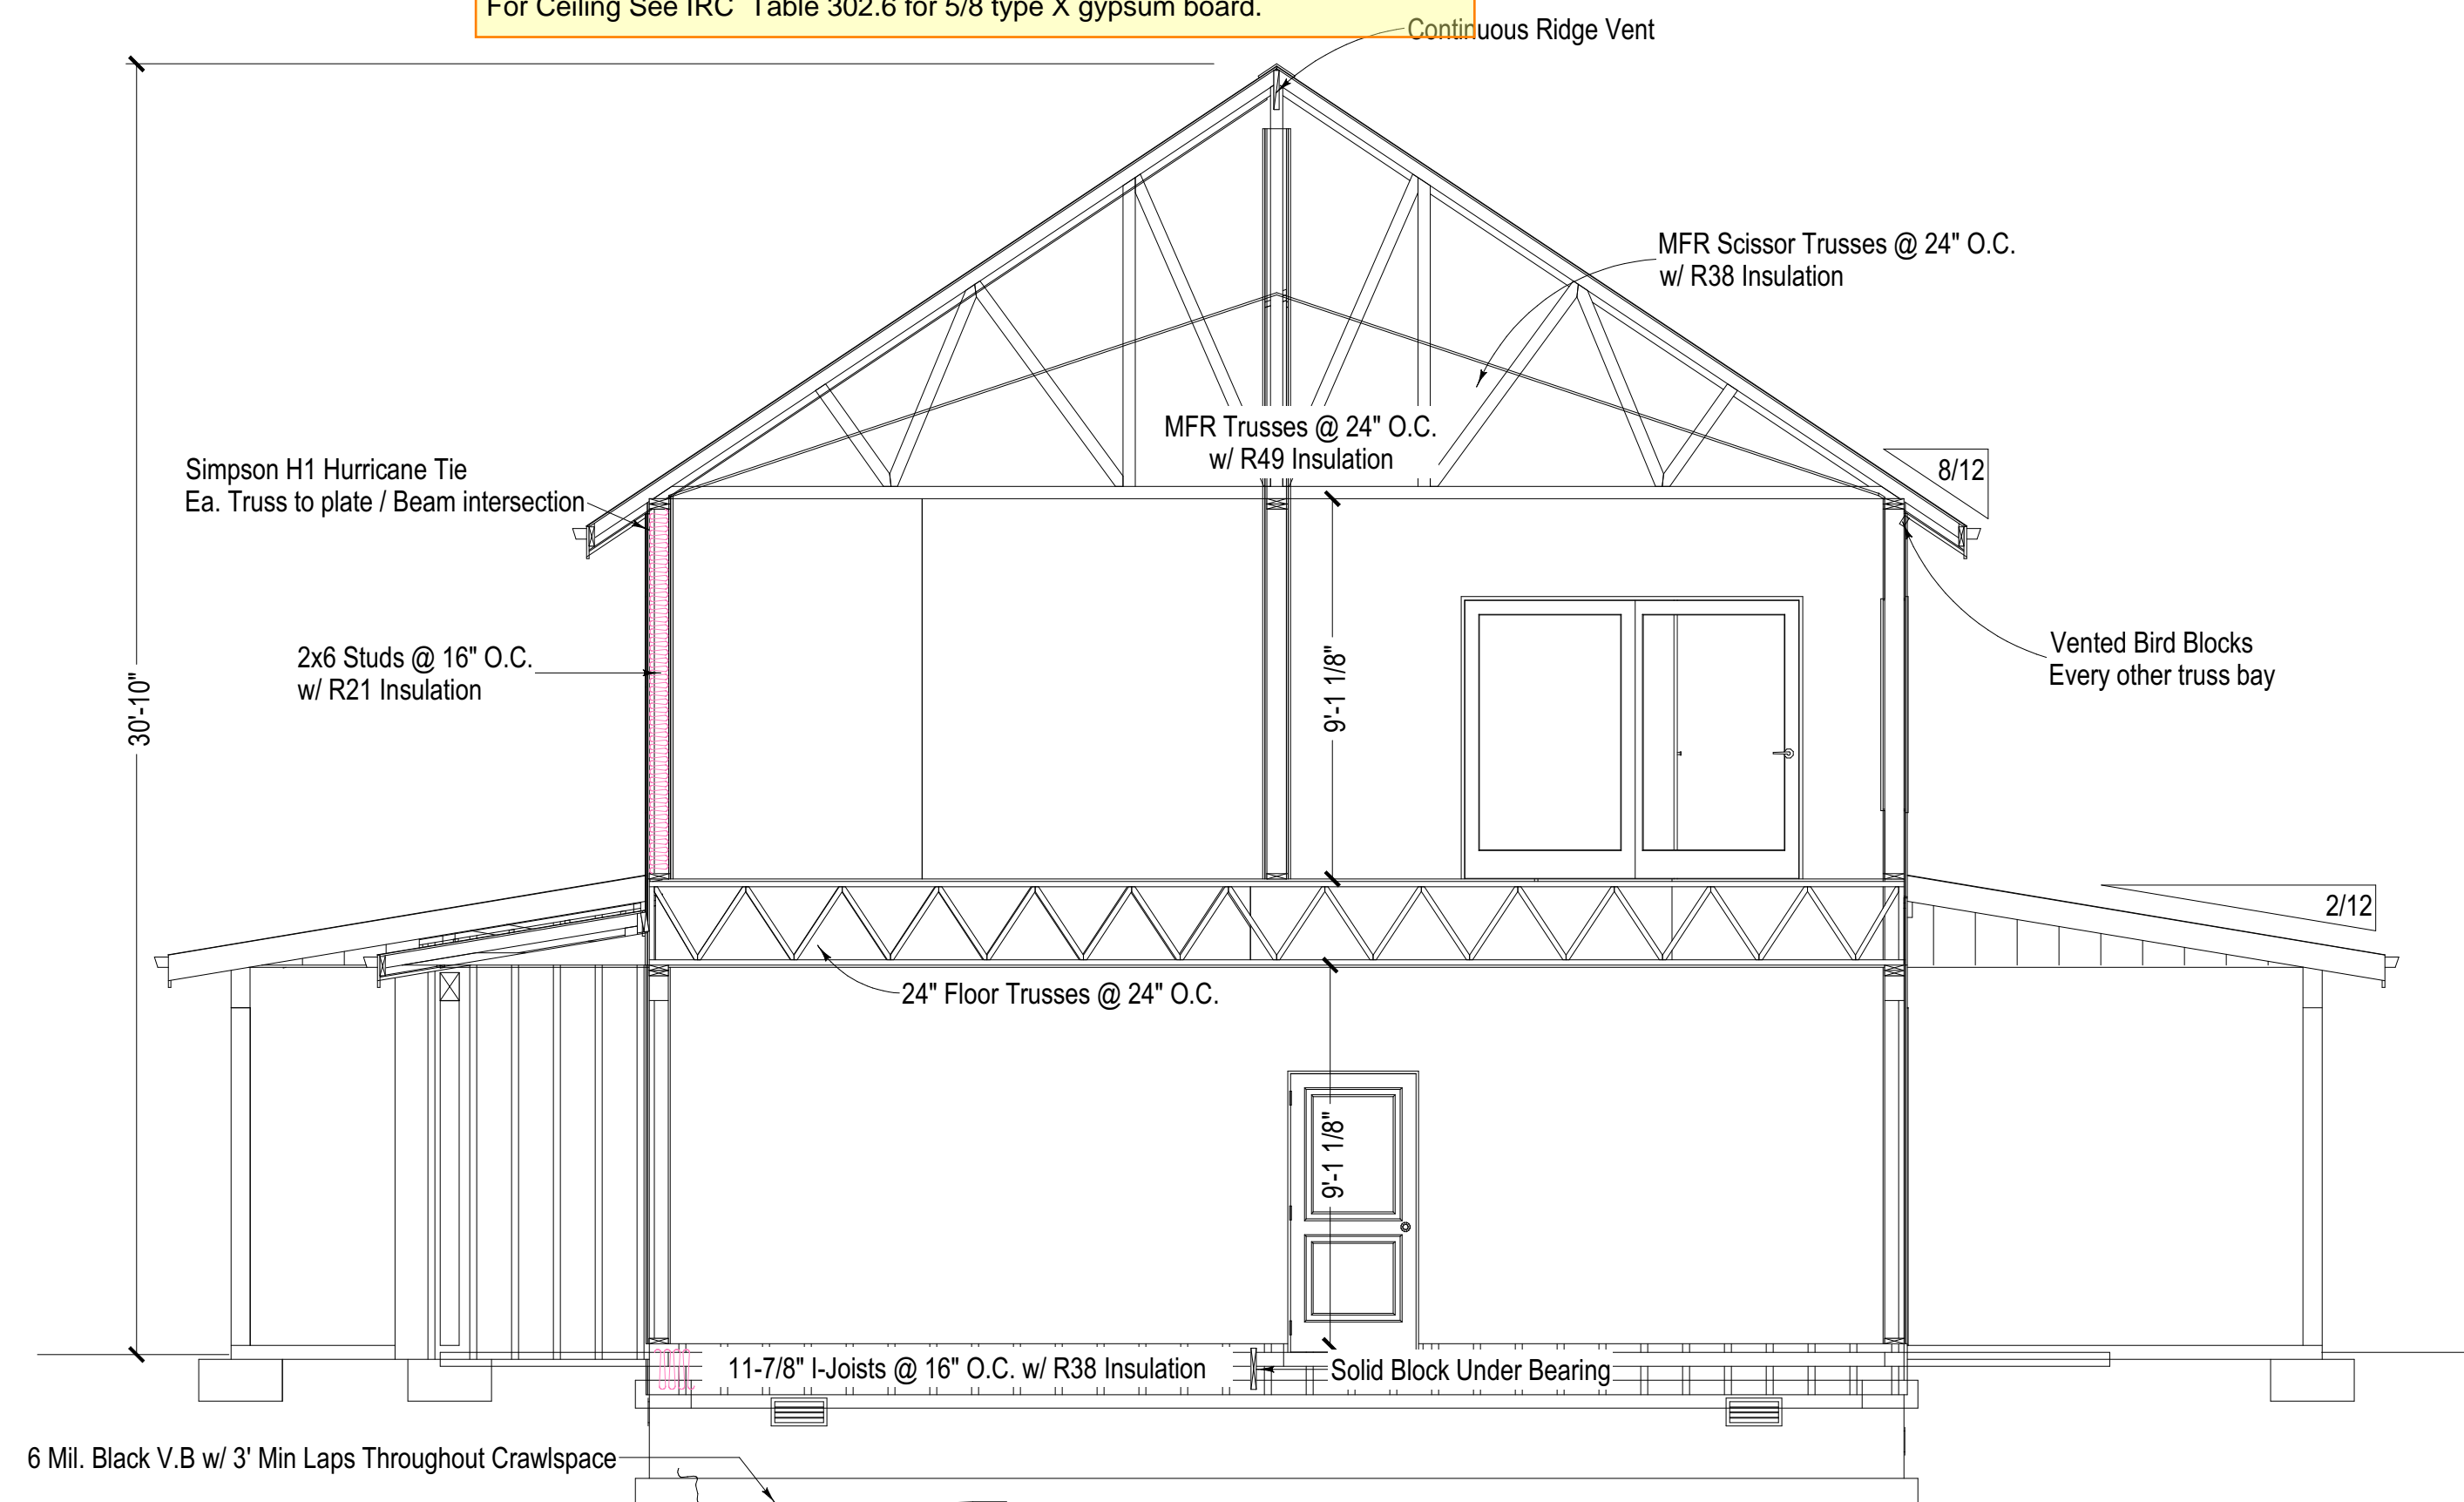 For Ceiling See IRC Table 302.6 for 5/8 type X gypsum board.
Continuous Ridge Vent
MFR Scissor Trusses @ 24" O.C.
w/ R38 Insulation
MFR Trusses @ 24" O.C.
w/ R49 Insulation
Simpson H1 Hurricane Tie
Ea. Truss to plate / Beam intersection
8/12
2x6 Studs @ 16" O.C.
w/ R21 Insulation
30'-10"
9'-1 1/8"
Vented Bird Blocks
Every other truss bay
2/12
24" Floor Trusses @ 24" O.C.
9'-1 1/8"
11-7/8" I-Joists @ 16" O.C. w/ R38 Insulation
Solid Block Under Bearing
6 Mil. Black V.B w/ 3' Min Laps Throughout Crawlspace